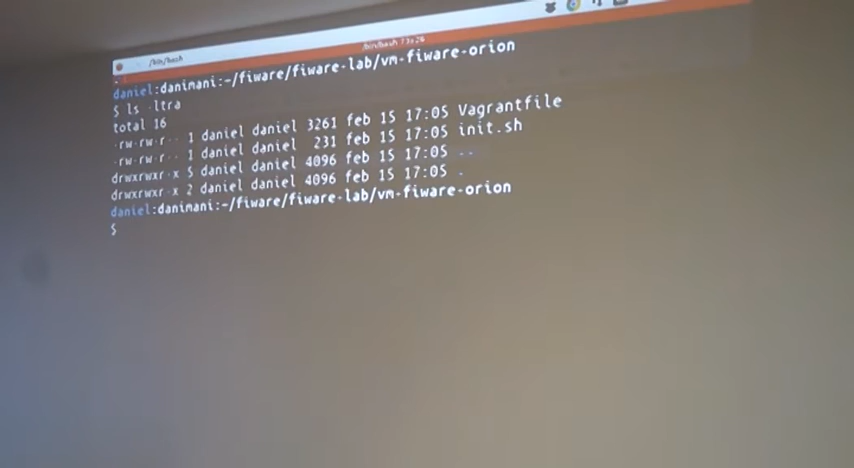 /bin/bash
/bin/bash 73x26
daniel:danimani:~/fiware/fiware-lab/vm-fiware-orion
$ ls -ltra
total 16
-rw-rw-r-- 1 daniel daniel 3261 feb 15 17:05 Vagrantfile
-rw-rw-r-- 1 daniel daniel 231 feb 15 17:05 init.sh
drwxrwxr-x 5 daniel daniel 4096 feb 15 17:05 ..
drwxrwxr-x 2 daniel daniel 4096 feb 15 17:05 .
daniel:danimani:~/fiware/fiware-lab/vm-fiware-orion
$